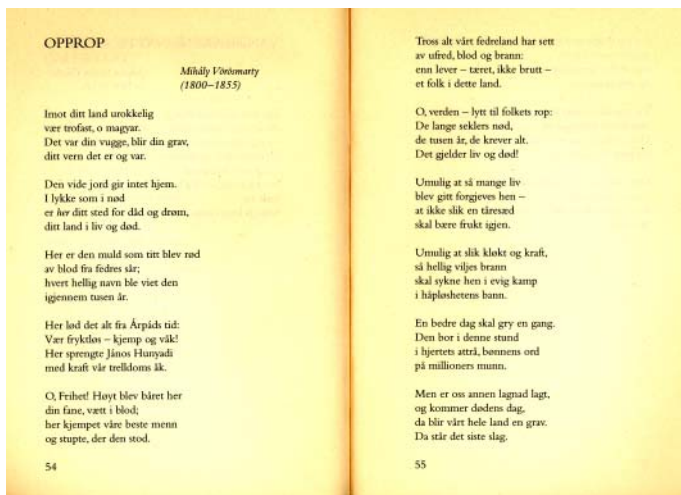 OPPROP
Mihály Vörösmarty
(1800–1855)
Imot ditt land urokkelig
vær trofast, o magyar.
Det var din vugge, blir din grav,
ditt vern det er og var.
Den vide jord gir intet hjem.
I lykke som i nød
er her ditt sted for dåd og drøm,
ditt land i liv og død.
Her er den muld som titt blev rød
av blod fra fedres sår;
hvert hellig navn ble viet den
igjennem tusen år.
Her lød det alt fra Árpáds tid:
Vær fryktløs – kjemp og våk!
Her sprengte János Hunyadi
med kraft vår trelldoms åk.
O, Frihet! Høyt blev båret her
din fane, vætt i blod;
her kjempet våre beste menn
og stupte, der den stod.
54
Tross alt vårt fedreland har sett
av ufred, blod og brann:
enn lever – tæret, ikke brutt –
et folk i dette land.
O, verden – lytt til folkets rop:
De lange seklers nød,
de tusen år, de krever alt.
Det gjelder liv og død!
Umulig at så mange liv
blev gitt forgjeves hen –
at ikke slik en tåresæd
skal bære frukt igjen.
Umulig at slik kløkt og kraft,
så hellig viljes brann
skal sykne hen i evig kamp
i håpløshetens bann.
En bedre dag skal gry en gang.
Den bor i denne stund
i hjertets attrå, bønnens ord
på millioners munn.
Men er oss annen lagnad lagt,
og kommer dødens dag,
da blir vårt hele land en grav.
Da står det siste slag.
55